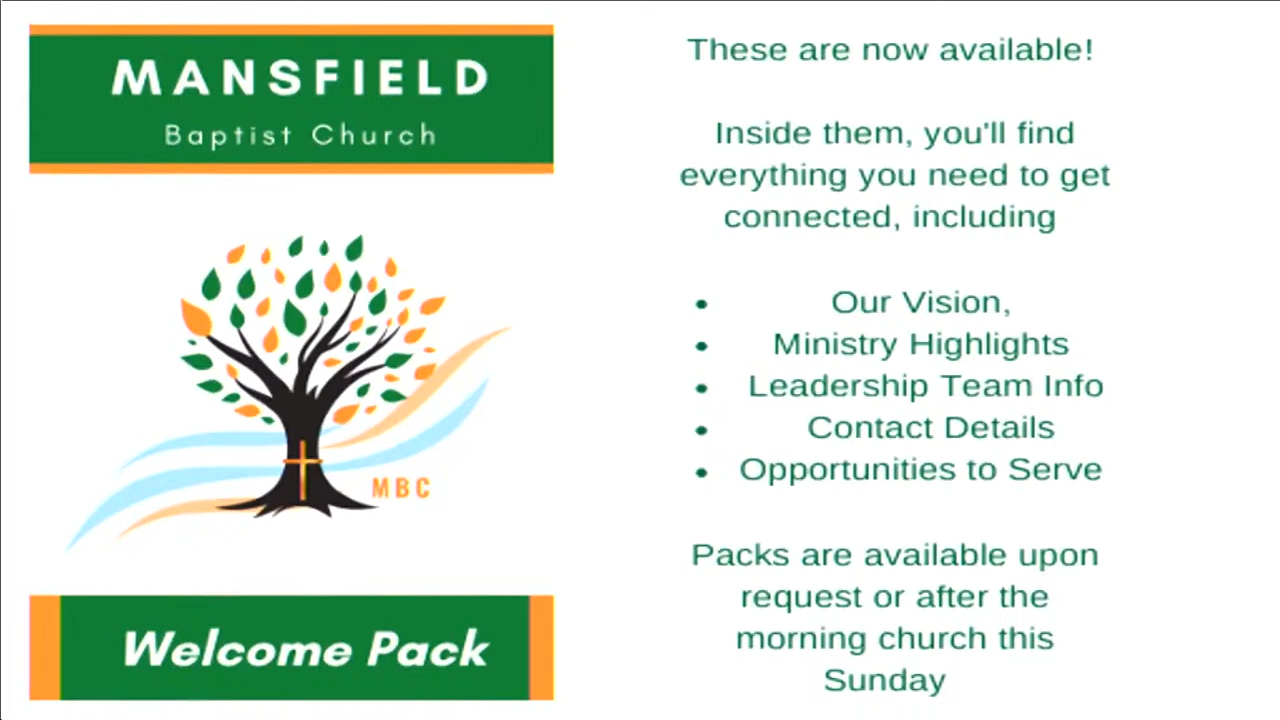 MANSFIELD
Baptist Church
MBC
Welcome Pack
These are now available!
Inside them, you'll find
everything you need to get
connected, including
• Our Vision,
• Ministry Highlights
• Leadership Team Info
• Contact Details
• Opportunities to Serve
Packs are available upon
request or after the
morning church this
Sunday